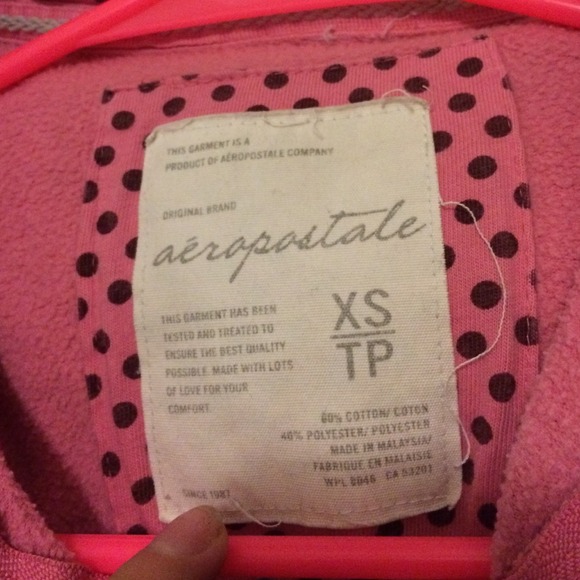 THIS GARMENT IS A
PRODUCT OF AÉROPOSTALE COMPANY
ORIGINAL BRAND
aéropostale
THIS GARMENT HAS BEEN
TESTED AND TREATED TO
ENSURE THE BEST QUALITY
POSSIBLE. MADE WITH LOTS
OF LOVE FOR YOUR
COMFORT.
XS
TP
60% COTTON/ COTON
40% POLYESTER/ POLYESTER
MADE IN MALAYSIA/
FABRIQUE EN MALAISIE
WPL 8046 CA 53201
SINCE 1987